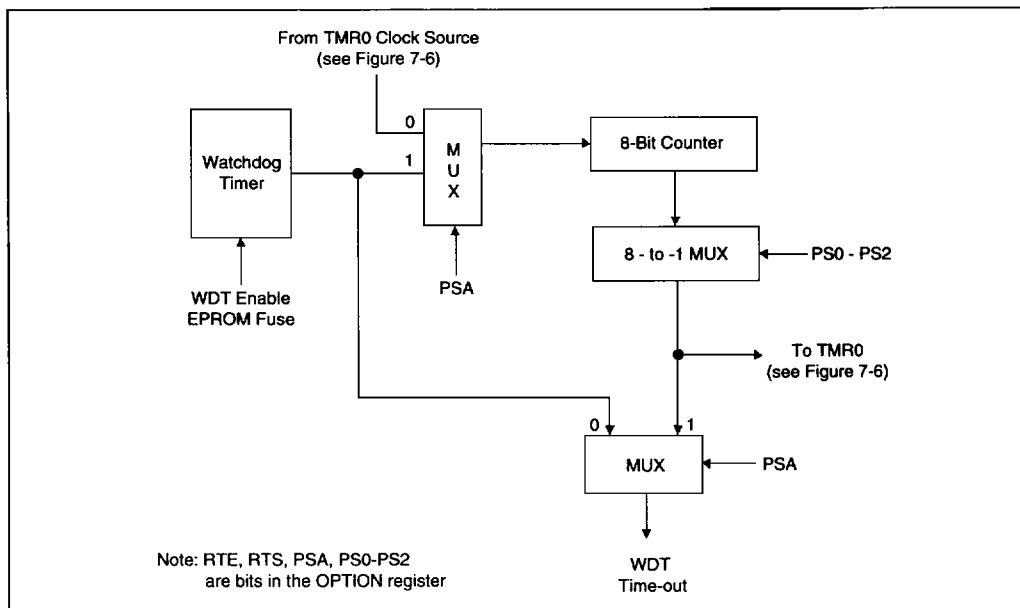 From TMR0 Clock Source
(see Figure 7-6)
0
1
Watchdog
Timer
M
U
X
8-Bit Counter
8 - to -1 MUX
PS0 - PS2
PSA
WDT Enable
EPROM Fuse
To TMR0
(see Figure 7-6)
0
1
MUX
PSA
WDT
Time-out
Note: RTE, RTS, PSA, PS0-PS2
are bits in the OPTION register